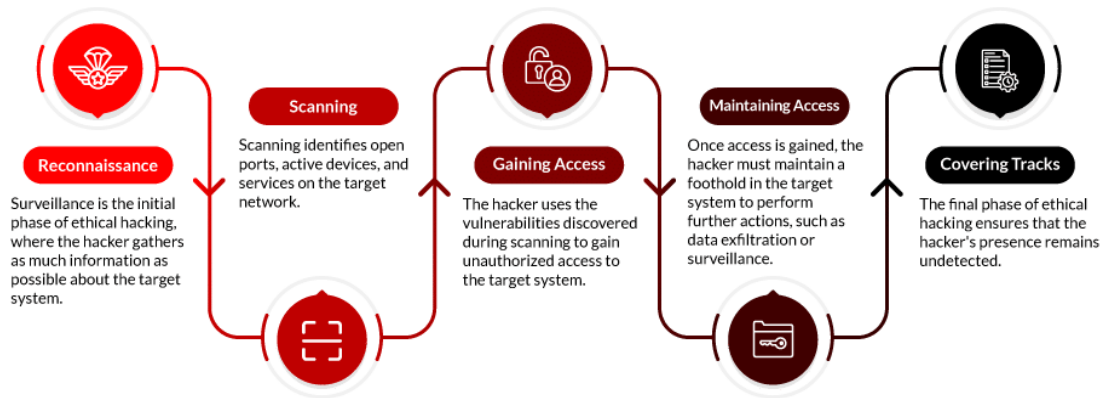 Reconnaissance
Surveillance is the initial
phase of ethical hacking,
where the hacker gathers
as much information as
possible about the target
system.
Scanning
Scanning identifies open
ports, active devices, and
services on the target
network.
Gaining Access
The hacker uses the
vulnerabilities discovered
during scanning to gain
unauthorized access to
the target system.
Maintaining Access
Once access is gained, the
hacker must maintain a
foothold in the target
system to perform
further actions, such as
data exfiltration or
surveillance.
Covering Tracks
The final phase of ethical
hacking ensures that the
hacker's presence remains
undetected.